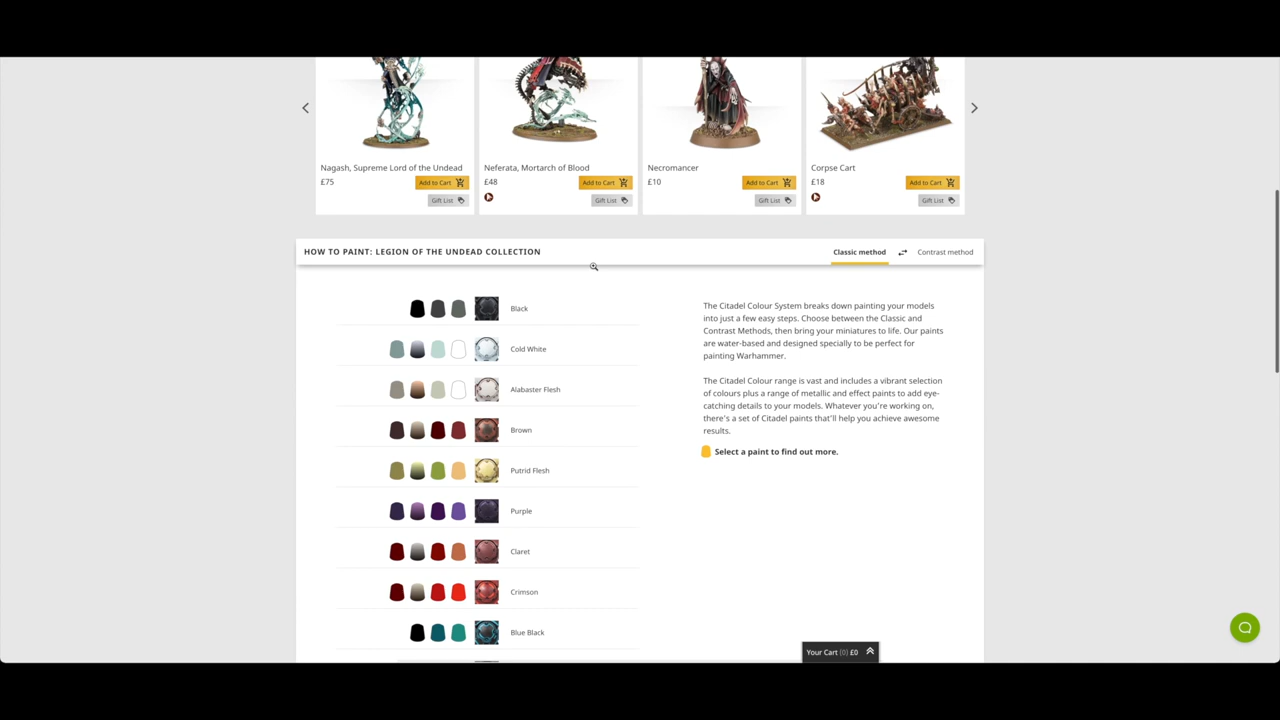 Nagash, Supreme Lord of the Undead
£75
Add to Cart
Gift List
Neferata, Mortarch of Blood
£48
Add to Cart
Gift List
Necromancer
£10
Add to Cart
Gift List
Corpse Cart
£18
Add to Cart
Gift List
HOW TO PAINT: LEGION OF THE UNDEAD COLLECTION
Classic method
Contrast method
Black
Cold White
Alabaster Flesh
Brown
Putrid Flesh
Purple
Claret
Crimson
Blue Black
The Citadel Colour System breaks down painting your models
into just a few easy steps. Choose between the Classic and
Contrast Methods, then bring your miniatures to life. Our paints
are water-based and designed specially to be perfect for
painting Warhammer.
The Citadel Colour range is vast and includes a vibrant selection
of colours plus a range of metallic and effect paints to add eye-
catching details to your models. Whatever you're working on,
there's a set of Citadel paints that'll help you achieve awesome
results.
Select a paint to find out more.
Your Cart (0) £0